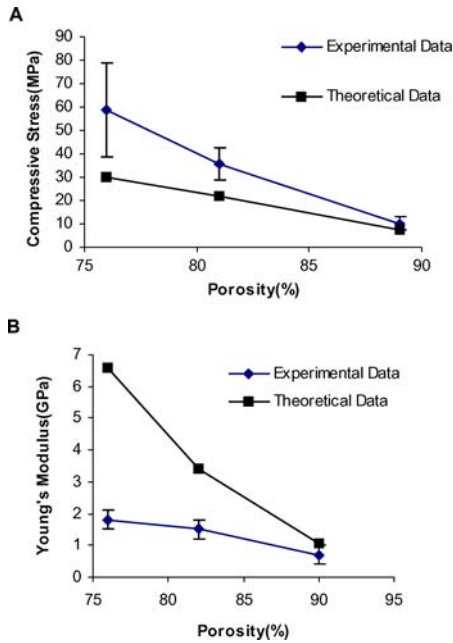 A
90
80
70
60
50
40
30
20
10
0
Compressive Stress(MPa)
Experimental Data
Theoretical Data
75 80 85 90
Porosity(%)
B
7
6
5
4
3
2
1
0
Young's Modulus(GPa)
Experimental Data
Theoretical Data
75 80 85 90 95
Porosity(%)